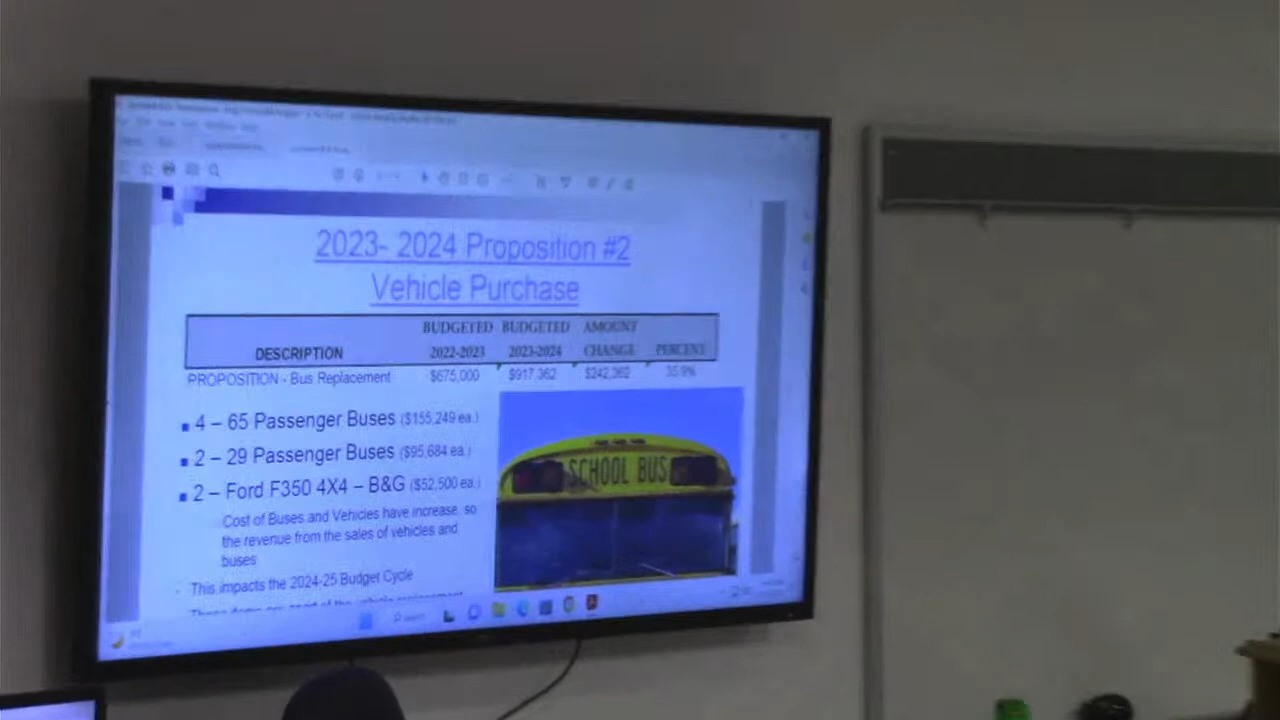 2023- 2024 Proposition #2
Vehicle Purchase
BUDGETED BUDGETED AMOUNT
DESCRIPTION 2022-2023 2023-2024 CHANGE PERCENT
PROPOSITION - Bus Replacement $675,000 $917,362 $242,362 35.9%
4 – 65 Passenger Buses ($155,249 ea.)
2 – 29 Passenger Buses ($95,684 ea.)
2 – Ford F350 4X4 – B&G ($52,500 ea.)
Cost of Buses and Vehicles have increase, so
the revenue from the sales of vehicles and
buses
This impacts the 2024-25 Budget Cycle
SCHOOL BUS